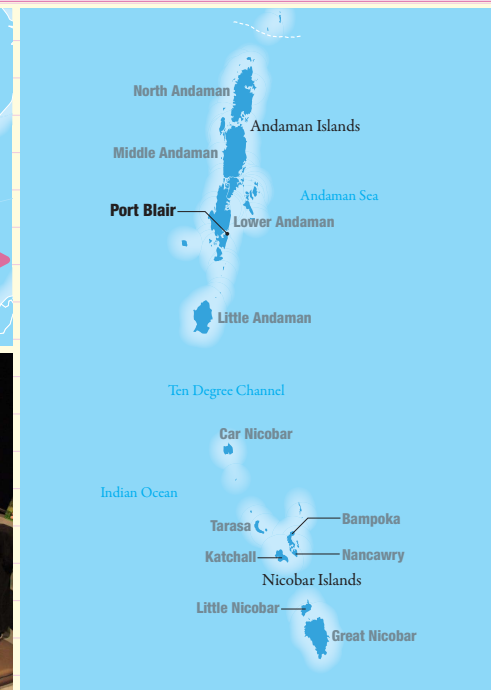 North Andaman
Andaman Islands
Middle Andaman
Andaman Sea
Port Blair
Lower Andaman
Little Andaman
Ten Degree Channel
Car Nicobar
Indian Ocean
Bampoka
Tarasa
Katchall
Nancawry
Nicobar Islands
Little Nicobar
Great Nicobar